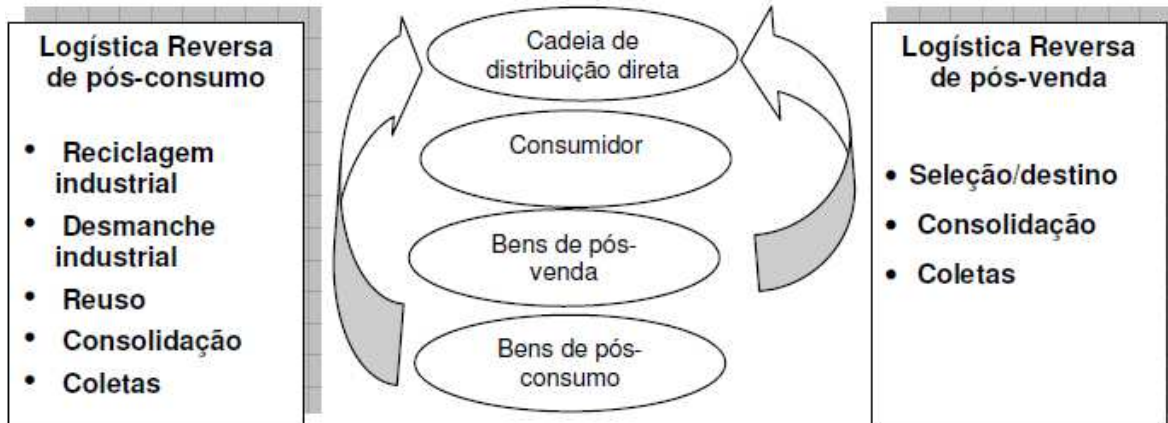 Logística Reversa
de pós-consumo
• Reciclagem
industrial
• Desmanche
industrial
• Reuso
• Consolidação
• Coletas
Cadeia de
distribuição direta
Consumidor
Bens de pós-
venda
Bens de pós-
consumo
Logística Reversa
de pós-venda
• Seleção/destino
• Consolidação
• Coletas